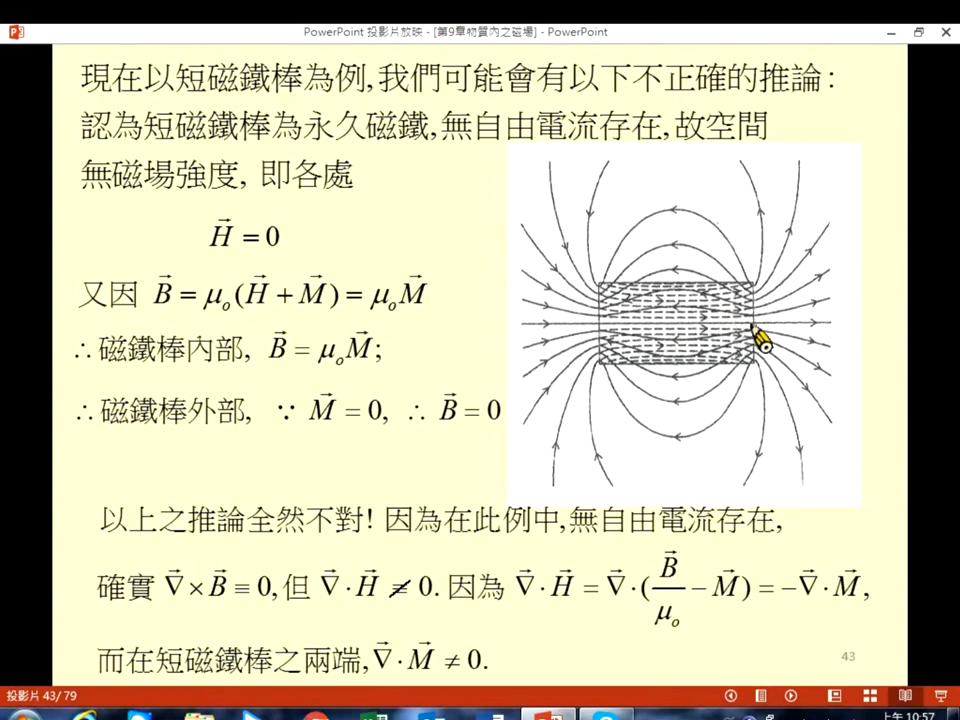 PowerPoint 投影片放映 - [第9章物質內之磁場] - PowerPoint
現在以短磁鐵棒為例,我們可能會有以下不正確的推論:
認為短磁鐵棒為永久磁鐵,無自由電流存在,故空間
無磁場強度, 即各處
H⃗ = 0
又因 B⃗ = μ₀(H⃗ + M⃗) = μ₀M⃗
∴ 磁鐵棒內部, B⃗ = μ₀M⃗;
∴ 磁鐵棒外部, ∵ M⃗ = 0, ∴ B⃗ = 0
以上之推論全然不對! 因為在此例中,無自由電流存在,
確實 ∇⃗ × B⃗ ≡ 0, 但 ∇⃗ · H⃗ ≠ 0. 因為 ∇⃗ · H⃗ = ∇⃗ · (B⃗/μ₀ − M⃗) = −∇⃗ · M⃗,
而在短磁鐵棒之兩端, ∇⃗ · M⃗ ≠ 0.
43
投影片 43/79
上午 10:57